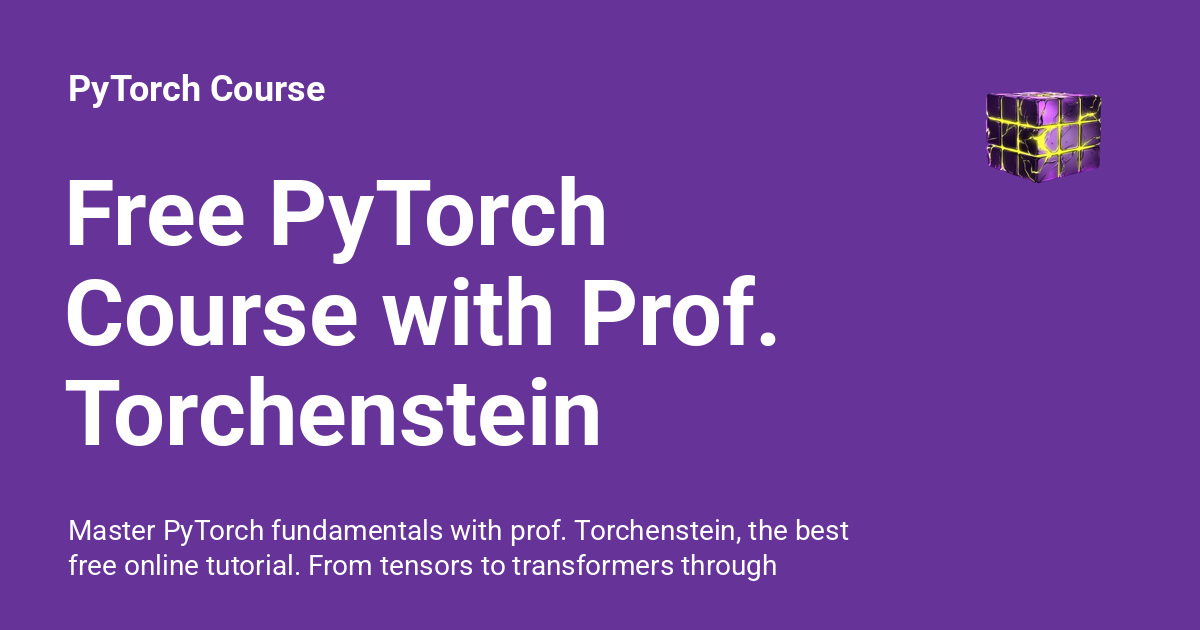 PyTorch Course
Free PyTorch
Course with Prof.
Torchenstein
Master PyTorch fundamentals with prof. Torchenstein, the best
free online tutorial. From tensors to transformers through